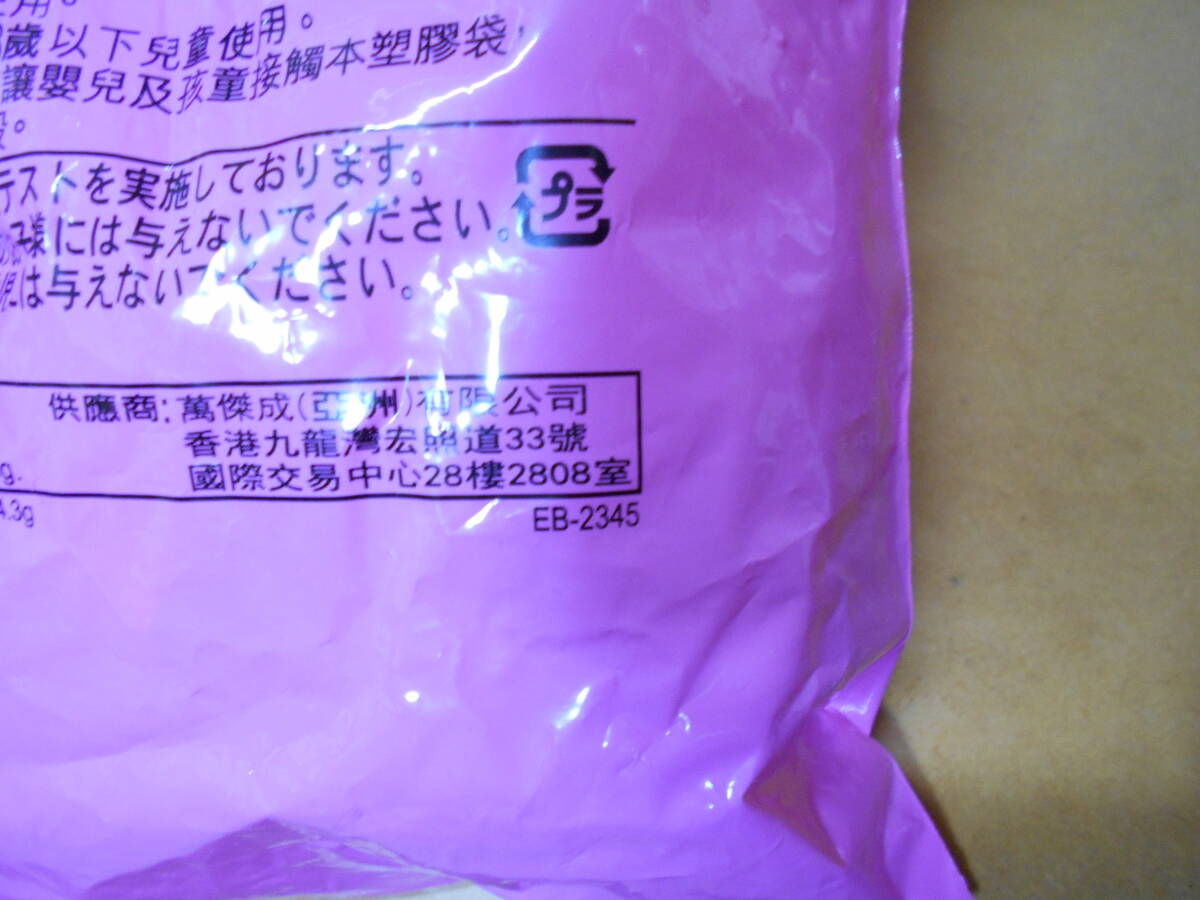 用。
歲以下兒童使用。
讓嬰兒及孩童接觸本塑膠袋，
テストを実施しております。
プラ
には与えないでください。
は与えないでください。
供應商:萬傑成(亞洲)有限公司
香港九龍灣宏照道33號
國際交易中心28樓2808室
g.
4.3g
EB-2345